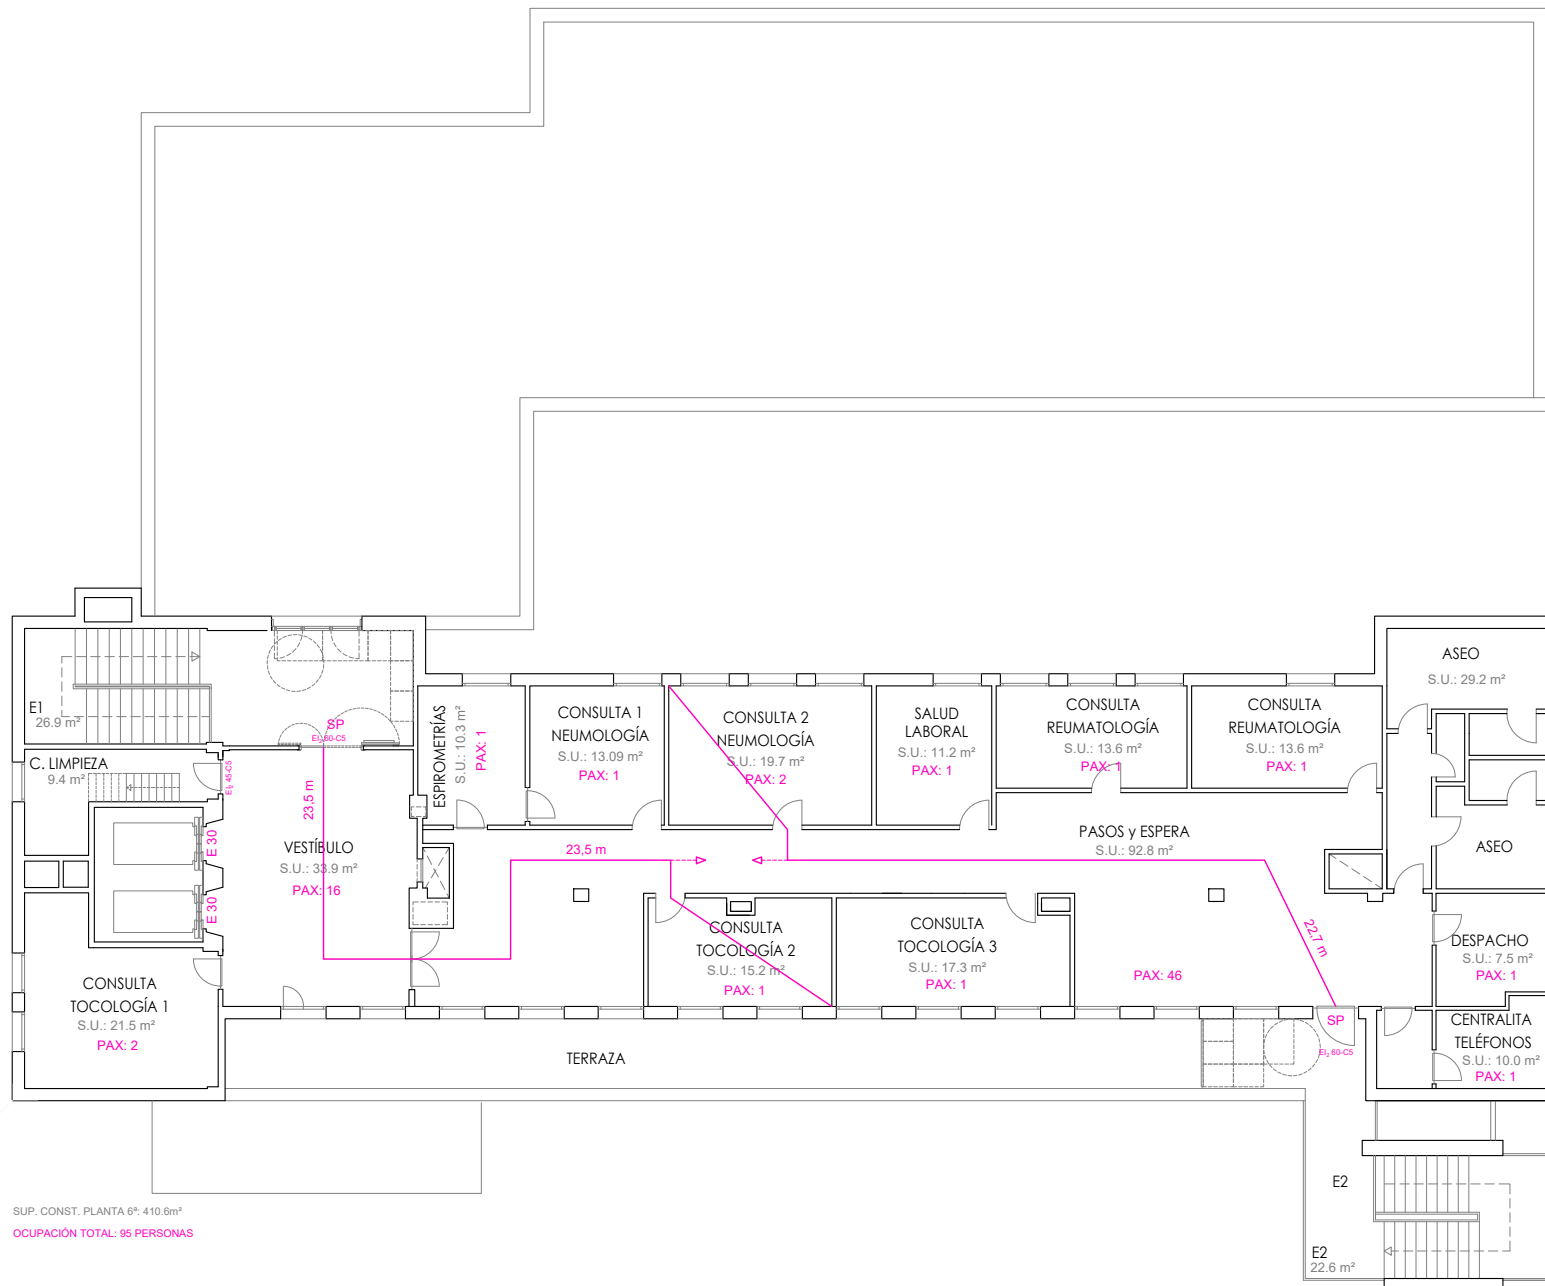 ASEO
S.U.: 29.2 m²
E1
26.9 m²
SP
EI₂ 60-C5
C. LIMPIEZA
9.4 m²
EI₂ 45-C5
23,5 m
E 30
E 30
VESTÍBULO
S.U.: 33.9 m²
PAX: 16
ESPIROMETRÍAS
S.U.: 10.3 m²
PAX: 1
CONSULTA 1
NEUMOLOGÍA
S.U.: 13.09 m²
PAX: 1
CONSULTA 2
NEUMOLOGÍA
S.U.: 19.7 m²
PAX: 2
SALUD
LABORAL
S.U.: 11.2 m²
PAX: 1
CONSULTA
REUMATOLOGÍA
S.U.: 13.6 m²
PAX: 1
CONSULTA
REUMATOLOGÍA
S.U.: 13.6 m²
PAX: 1
PASOS y ESPERA
S.U.: 92.8 m²
ASEO
23,5 m
CONSULTA
TOCOLOGÍA 1
S.U.: 21.5 m²
PAX: 2
CONSULTA
TOCOLOGÍA 2
S.U.: 15.2 m²
PAX: 1
CONSULTA
TOCOLOGÍA 3
S.U.: 17.3 m²
PAX: 1
PAX: 46
22,7 m
DESPACHO
S.U.: 7.5 m²
PAX: 1
SP
EI₂ 60-C5
CENTRALITA
TELÉFONOS
S.U.: 10.0 m²
PAX: 1
TERRAZA
E2
E2
22.6 m²
SUP. CONST. PLANTA 6ª: 410.6m²
OCUPACIÓN TOTAL: 95 PERSONAS